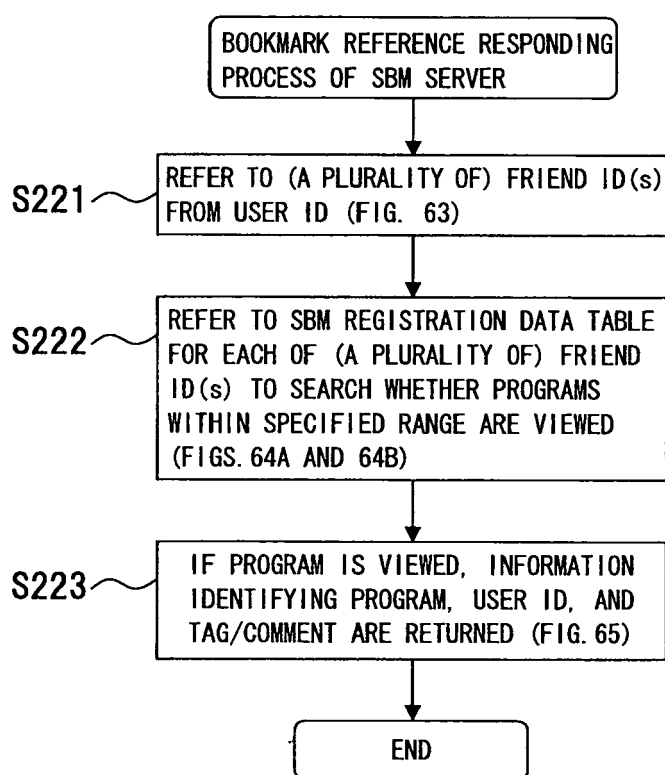 BOOKMARK REFERENCE RESPONDING
PROCESS OF SBM SERVER
S221
REFER TO (A PLURALITY OF) FRIEND ID(s)
FROM USER ID (FIG. 63)
S222
REFER TO SBM REGISTRATION DATA TABLE
FOR EACH OF (A PLURALITY OF) FRIEND
ID(s) TO SEARCH WHETHER PROGRAMS
WITHIN SPECIFIED RANGE ARE VIEWED
(FIGS. 64A AND 64B)
S223
IF PROGRAM IS VIEWED, INFORMATION
IDENTIFYING PROGRAM, USER ID, AND
TAG/COMMENT ARE RETURNED (FIG. 65)
END